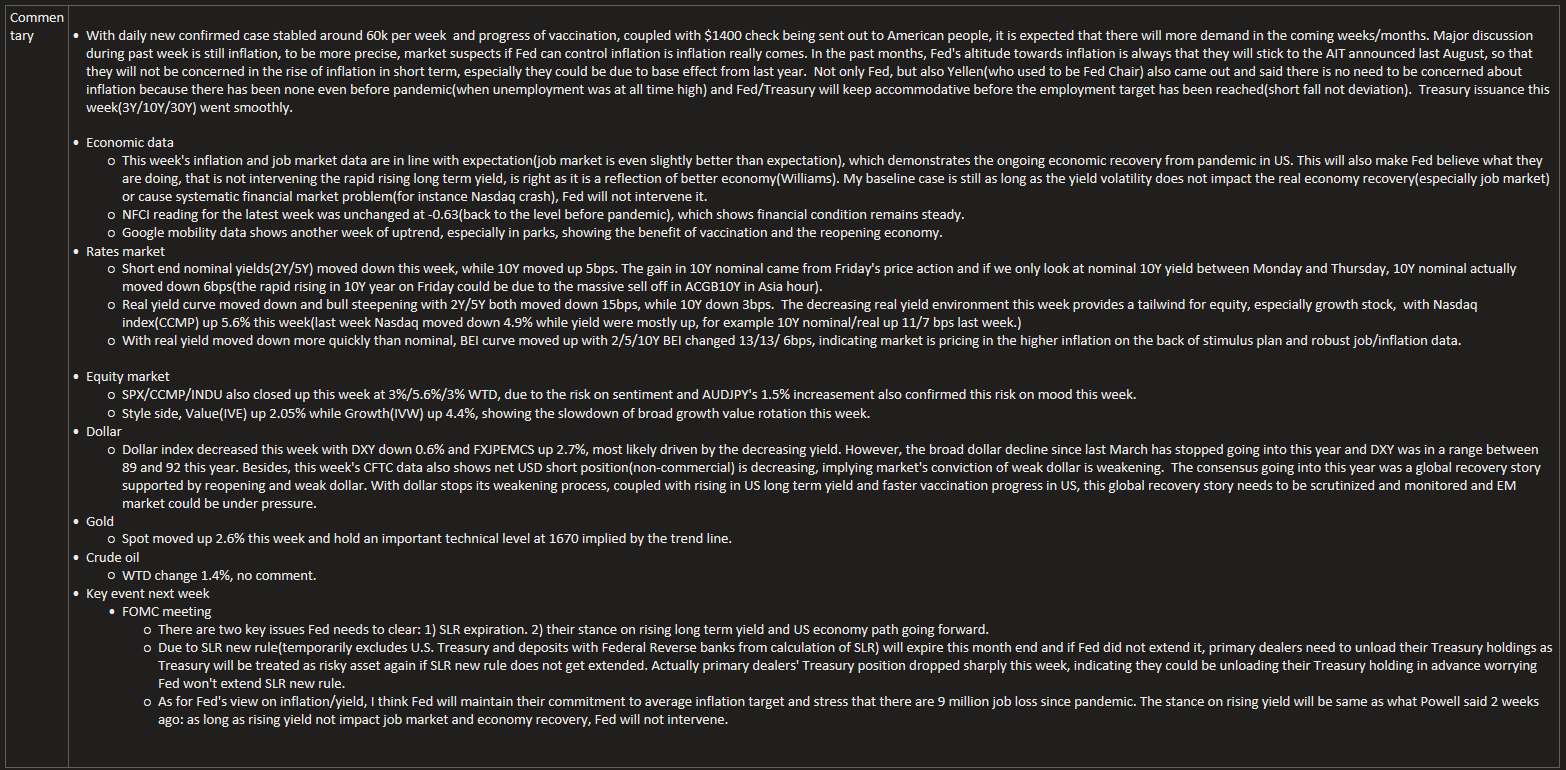 Commen
tary
• With daily new confirmed case stabled around 60k per week  and progress of vaccination, coupled with $1400 check being sent out to American people, it is expected that there will more demand in the coming weeks/months. Major discussion
during past week is still inflation, to be more precise, market suspects if Fed can control inflation is inflation really comes. In the past months, Fed's altitude towards inflation is always that they will stick to the AIT announced last August, so that
they will not be concerned in the rise of inflation in short term, especially they could be due to base effect from last year.  Not only Fed, but also Yellen(who used to be Fed Chair) also came out and said there is no need to be concerned about
inflation because there has been none even before pandemic(when unemployment was at all time high) and Fed/Treasury will keep accommodative before the employment target has been reached(short fall not deviation).  Treasury issuance this
week(3Y/10Y/30Y) went smoothly.
• Economic data
○ This week's inflation and job market data are in line with expectation(job market is even slightly better than expectation), which demonstrates the ongoing economic recovery from pandemic in US. This will also make Fed believe what they
are doing, that is not intervening the rapid rising long term yield, is right as it is a reflection of better economy(Williams). My baseline case is still as long as the yield volatility does not impact the real economy recovery(especially job market)
or cause systematic financial market problem(for instance Nasdaq crash), Fed will not intervene it.
○ NFCI reading for the latest week was unchanged at -0.63(back to the level before pandemic), which shows financial condition remains steady.
○ Google mobility data shows another week of uptrend, especially in parks, showing the benefit of vaccination and the reopening economy.
• Rates market
○ Short end nominal yields(2Y/5Y) moved down this week, while 10Y moved up 5bps. The gain in 10Y nominal came from Friday's price action and if we only look at nominal 10Y yield between Monday and Thursday, 10Y nominal actually
moved down 6bps(the rapid rising in 10Y year on Friday could be due to the massive sell off in ACGB10Y in Asia hour).
○ Real yield curve moved down and bull steepening with 2Y/5Y both moved down 15bps, while 10Y down 3bps.  The decreasing real yield environment this week provides a tailwind for equity, especially growth stock,  with Nasdaq
index(CCMP) up 5.6% this week(last week Nasdaq moved down 4.9% while yield were mostly up, for example 10Y nominal/real up 11/7 bps last week.)
○ With real yield moved down more quickly than nominal, BEI curve moved up with 2/5/10Y BEI changed 13/13/ 6bps, indicating market is pricing in the higher inflation on the back of stimulus plan and robust job/inflation data.
• Equity market
○ SPX/CCMP/INDU also closed up this week at 3%/5.6%/3% WTD, due to the risk on sentiment and AUDJPY's 1.5% increasement also confirmed this risk on mood this week.
○ Style side, Value(IVE) up 2.05% while Growth(IVW) up 4.4%, showing the slowdown of broad growth value rotation this week.
• Dollar
○ Dollar index decreased this week with DXY down 0.6% and FXJPEMCS up 2.7%, most likely driven by the decreasing yield. However, the broad dollar decline since last March has stopped going into this year and DXY was in a range between
89 and 92 this year. Besides, this week's CFTC data also shows net USD short position(non-commercial) is decreasing, implying market's conviction of weak dollar is weakening.  The consensus going into this year was a global recovery story
supported by reopening and weak dollar. With dollar stops its weakening process, coupled with rising in US long term yield and faster vaccination progress in US, this global recovery story needs to be scrutinized and monitored and EM
market could be under pressure.
• Gold
○ Spot moved up 2.6% this week and hold an important technical level at 1670 implied by the trend line.
• Crude oil
○ WTD change 1.4%, no comment.
• Key event next week
• FOMC meeting
○ There are two key issues Fed needs to clear: 1) SLR expiration. 2) their stance on rising long term yield and US economy path going forward.
○ Due to SLR new rule(temporarily excludes U.S. Treasury and deposits with Federal Reserve banks from calculation of SLR) will expire this month end and if Fed did not extend it, primary dealers need to unload their Treasury holdings as
Treasury will be treated as risky asset again if SLR new rule does not get extended. Actually primary dealers' Treasury position dropped sharply this week, indicating they could be unloading their Treasury holding in advance worrying
Fed won't extend SLR new rule.
○ As for Fed's view on inflation/yield, I think Fed will maintain their commitment to average inflation target and stress that there are 9 million job loss since pandemic. The stance on rising yield will be same as what Powell said 2 weeks
ago: as long as rising yield not impact job market and economy recovery, Fed will not intervene.